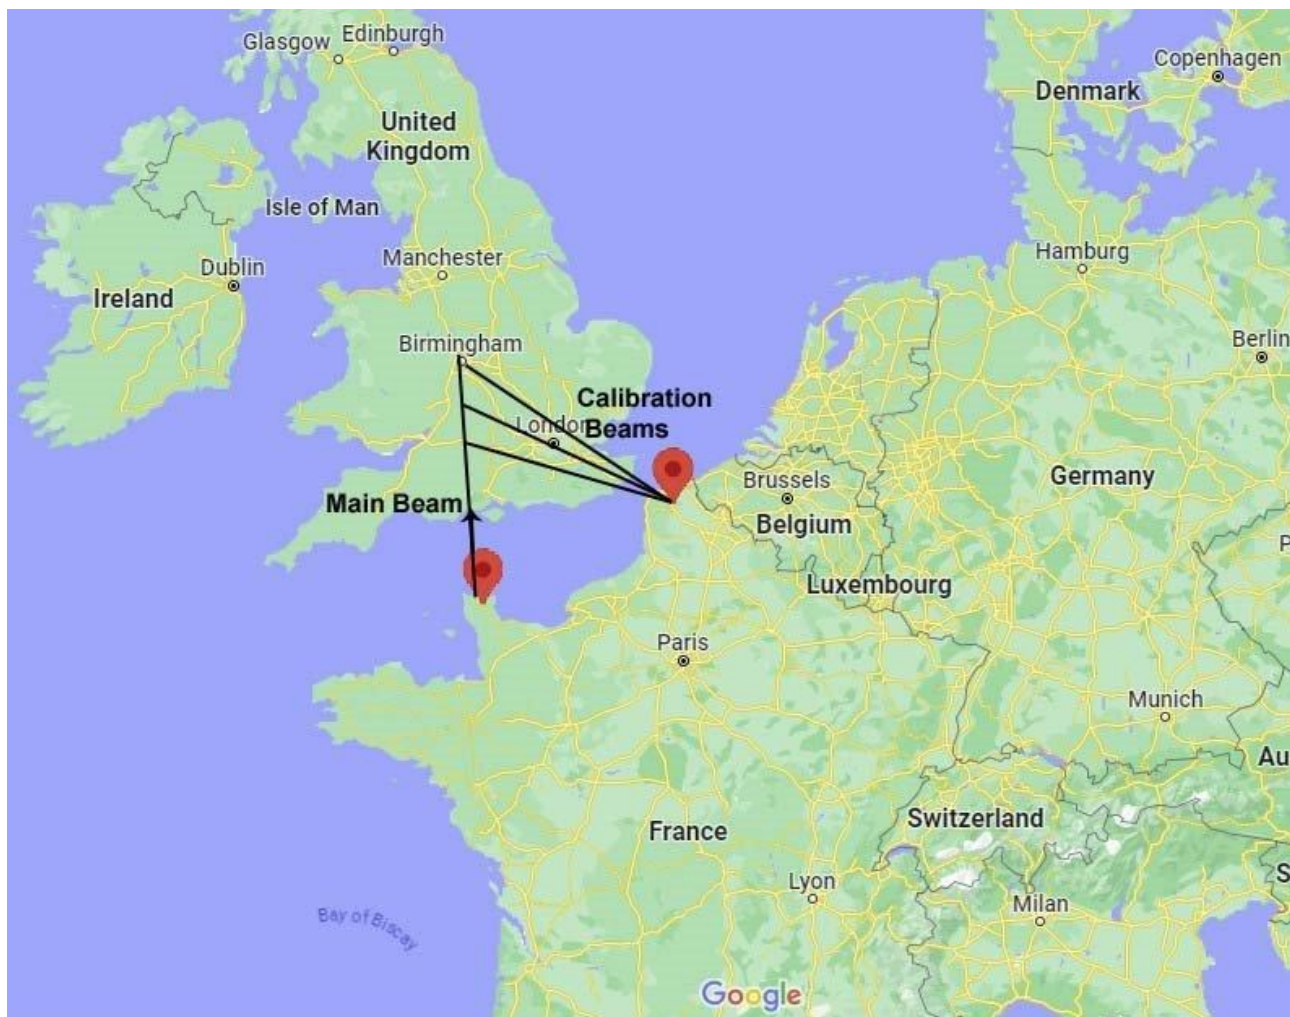 Glasgow
Edinburgh
Copenhagen
Denmark
United
Kingdom
Isle of Man
Hamburg
Manchester
Dublin
Ireland
Berlin
Birmingham
Calibration
Beams
London
Brussels
Germany
Main Beam
Belgium
P
Luxembourg
Paris
Munich
Au
Switzerland
France
Lyon
S
Milan
Bay of Biscay
Google